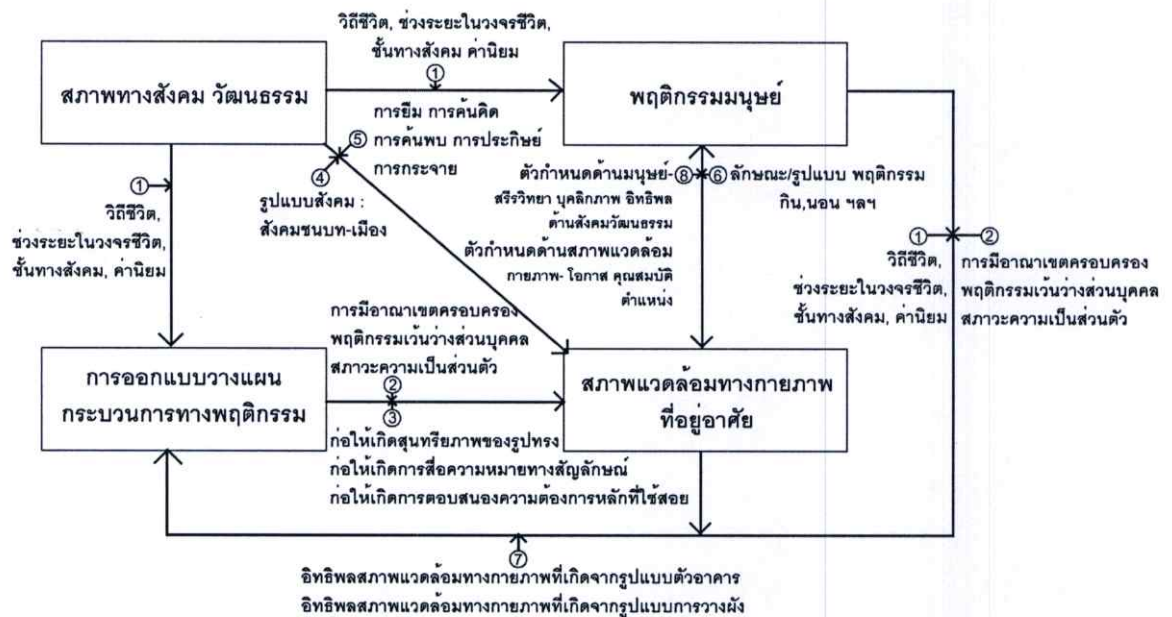 วิถีชีวิต, ช่วงระยะในวงจรชีวิต,
ชั้นทางสังคม ค่านิยม
①
สภาพทางสังคม วัฒนธรรม
พฤติกรรมมนุษย์
การยืม การค้นคิด
⑤
การค้นพบ การประกิษย์
การกระจาย
④
รูปแบบสังคม :
สังคมชนบท-เมือง
①
วิถีชีวิต,
ช่วงระยะในวงจรชีวิต,
ชั้นทางสังคม, ค่านิยม
ตัวกำหนดด้านมนุษย์-
สรีรวิทยา บุคลิกภาพ อิทธิพล
ด้านสังคมวัฒนธรรม
ตัวกำหนดด้านสภาพแวดล้อม
กายภาพ- โอกาส คุณสมบัติ
ตำแหน่ง
⑧
⑥ ลักษณะ/รูปแบบ พฤติกรรม
กิน,นอน ฯลฯ
①
วิถีชีวิต,
ช่วงระยะในวงจรชีวิต,
ชั้นทางสังคม, ค่านิยม
②
การมีอาณาเขตครอบครอง
พฤติกรรมเว้นว่างส่วนบุคคล
สภาวะความเป็นส่วนตัว
การออกแบบวางแผน
กระบวนการทางพฤติกรรม
การมีอาณาเขตครอบครอง
พฤติกรรมเว้นว่างส่วนบุคคล
สภาวะความเป็นส่วนตัว
②
③
ก่อให้เกิดสุนทรียภาพของรูปทรง
ก่อให้เกิดการสื่อความหมายทางสัญลักษณ์
ก่อให้เกิดการตอบสนองความต้องการหลักที่ใช้สอย
สภาพแวดล้อมทางกายภาพ
ที่อยู่อาศัย
⑦
อิทธิพลสภาพแวดล้อมทางกายภาพที่เกิดจากรูปแบบตัวอาคาร
อิทธิพลสภาพแวดล้อมทางกายภาพที่เกิดจากรูปแบบการวางผัง